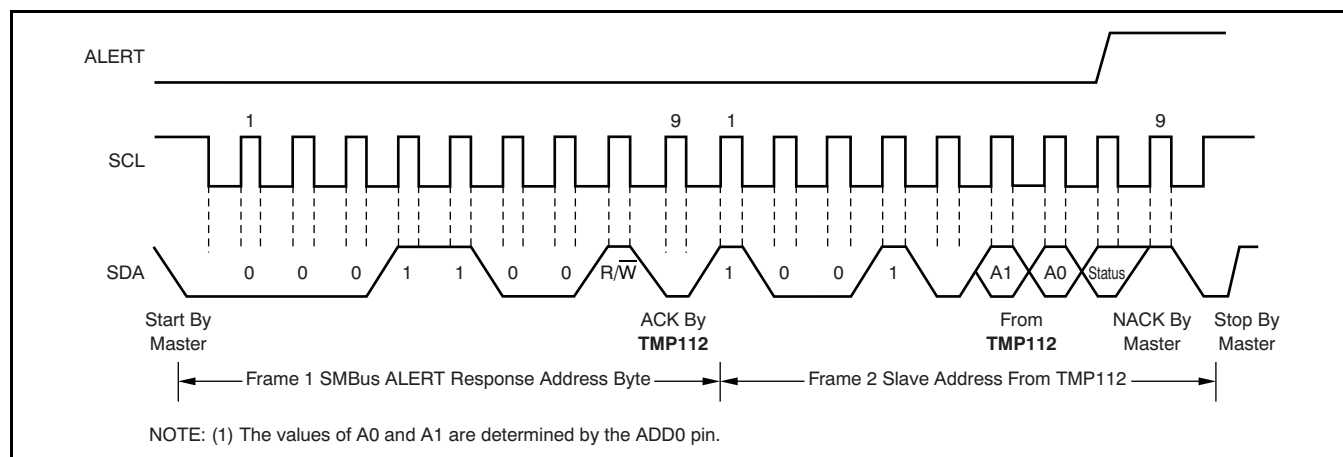 ALERT
1 9 1 9
SCL
SDA 0 0 0 1 1 0 0 R/W 1 0 0 1 A1 A0 Status
Start By Master
ACK By TMP112
From TMP112
NACK By Master
Stop By Master
Frame 1 SMBus ALERT Response Address Byte
Frame 2 Slave Address From TMP112
NOTE: (1) The values of A0 and A1 are determined by the ADD0 pin.